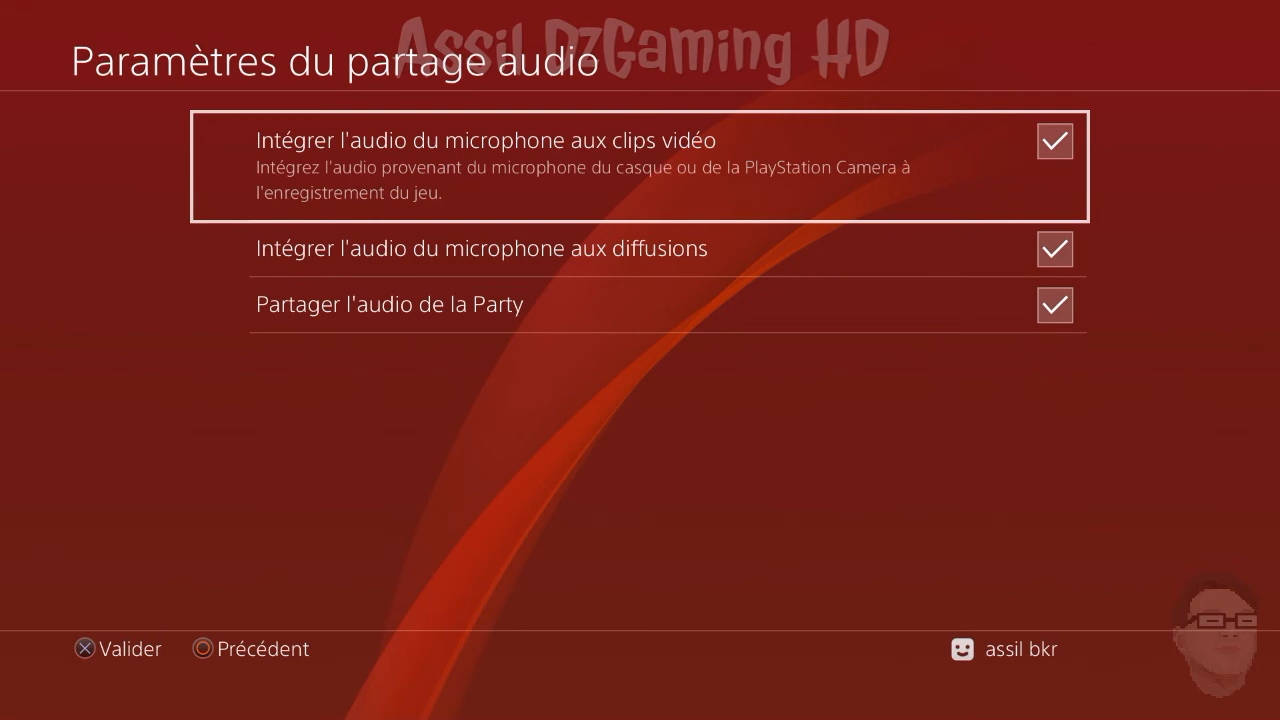 Assil DzGaming HD
Paramètres du partage audio
Intégrer l'audio du microphone aux clips vidéo
Intégrez l'audio provenant du microphone du casque ou de la PlayStation Camera à
l'enregistrement du jeu.
Intégrer l'audio du microphone aux diffusions
Partager l'audio de la Party
Valider Précédent assil bkr